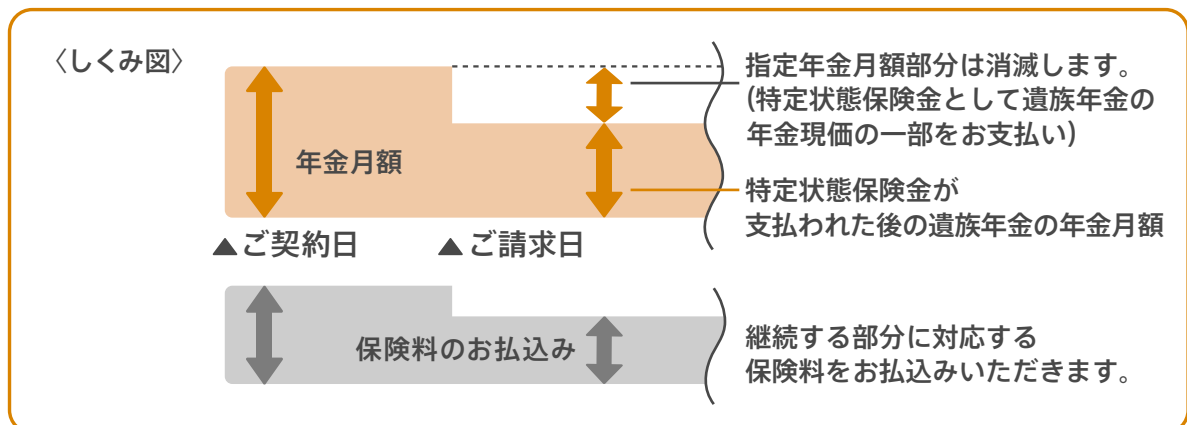 〈しくみ図〉
指定年金月額部分は消滅します。
(特定状態保険金として遺族年金の
年金現価の一部をお支払い)
年金月額
特定状態保険金が
支払われた後の遺族年金の年金月額
▲ご契約日
▲ご請求日
保険料のお払込み
継続する部分に対応する
保険料をお払込みいただきます。